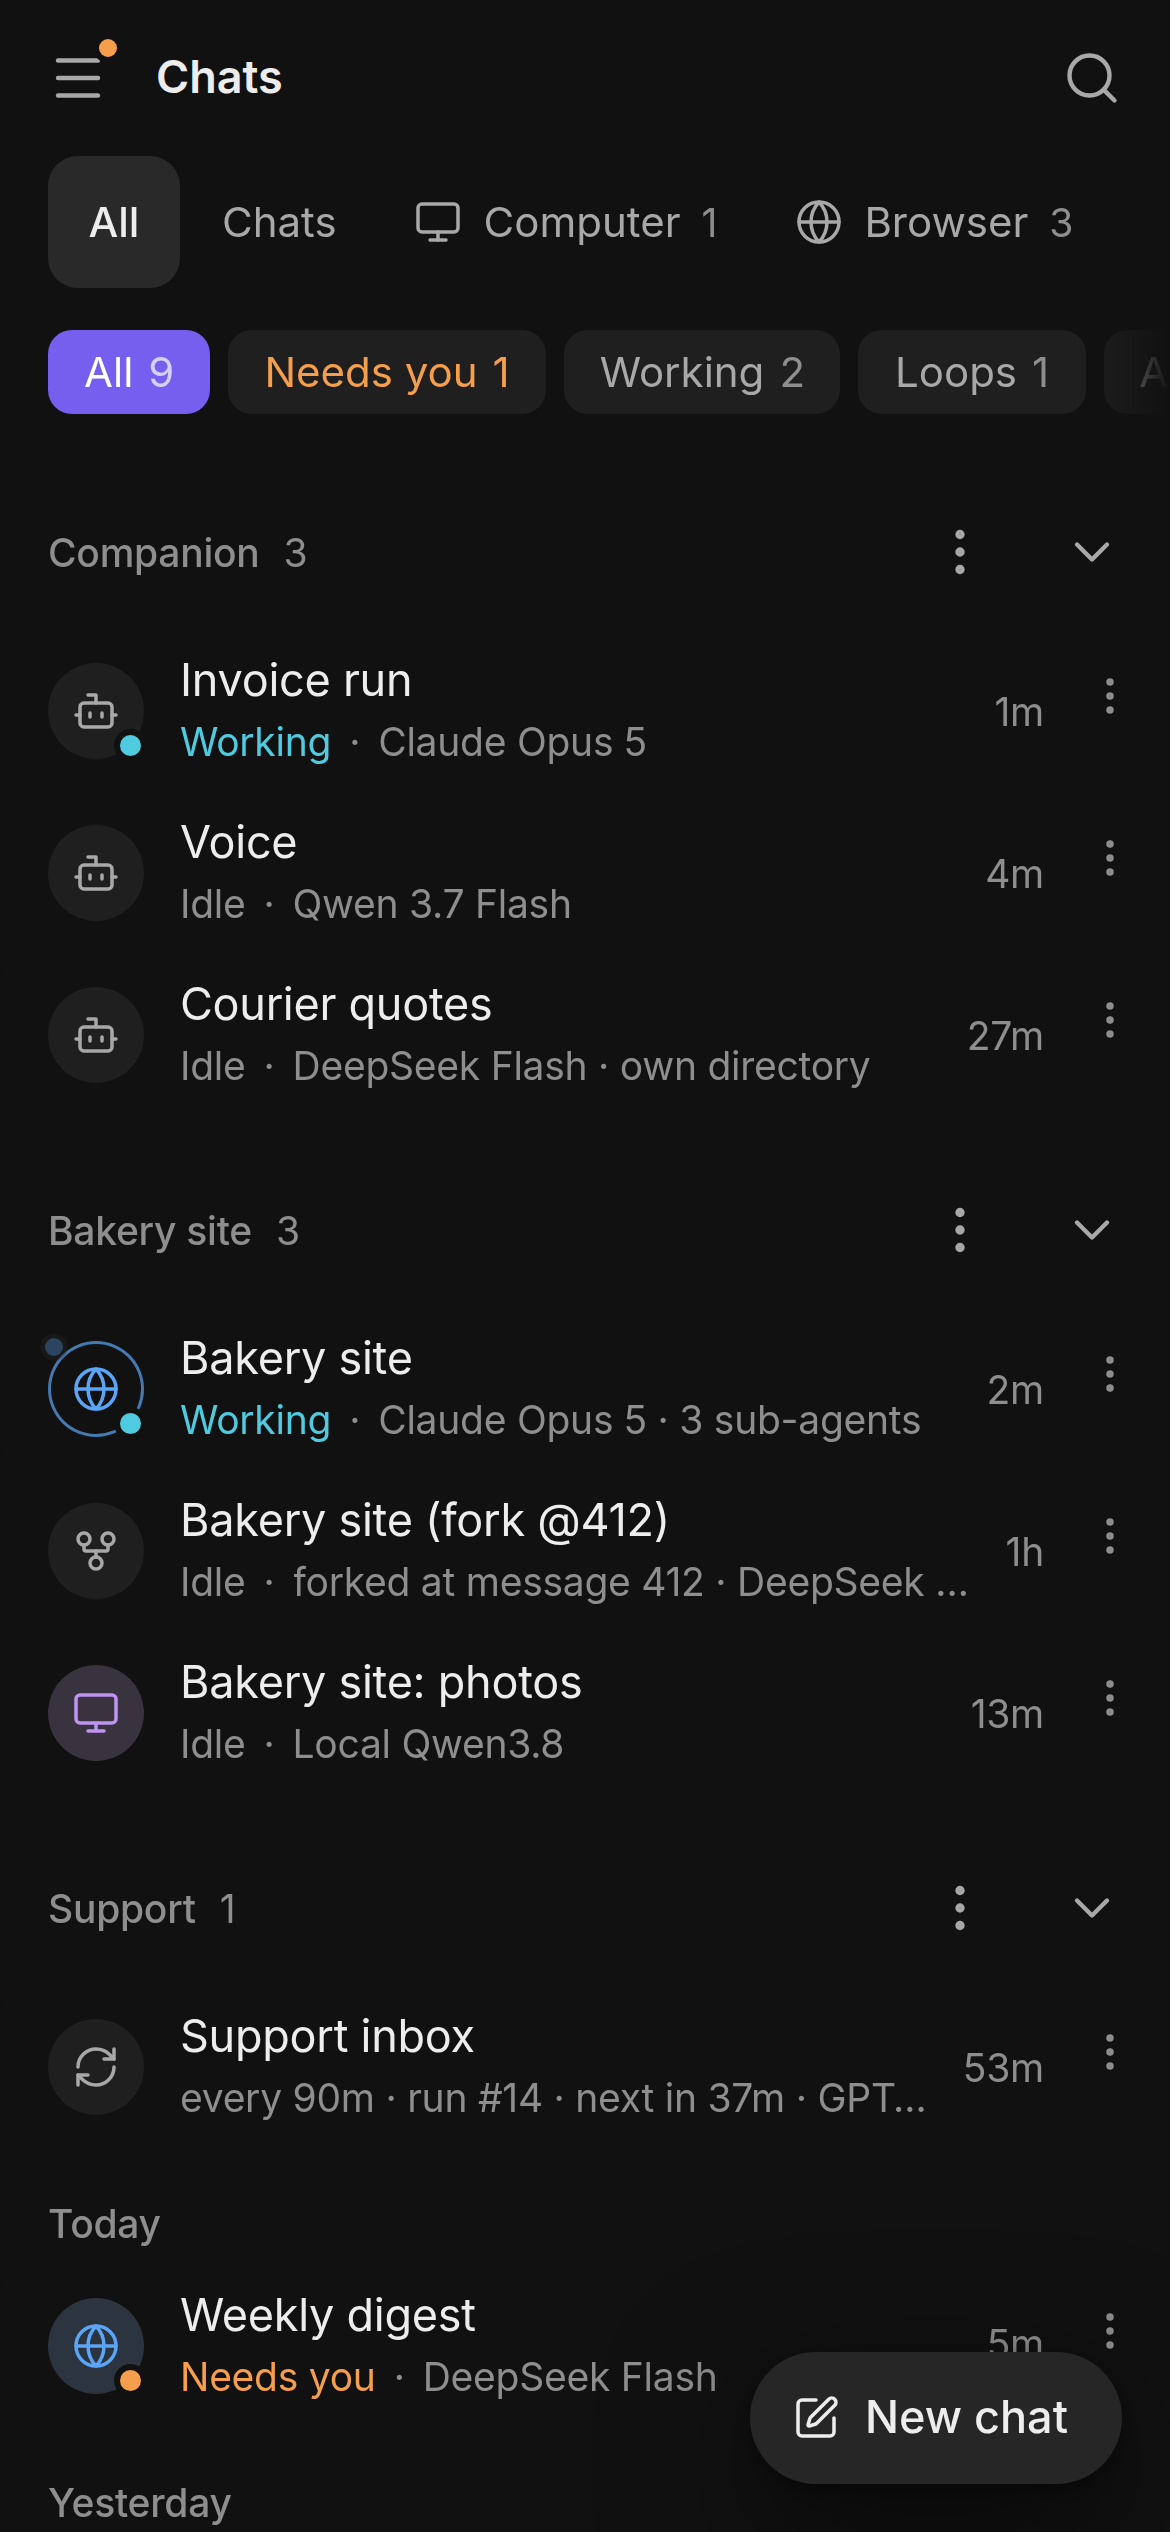 Chats
All Chats Computer 1 Browser 3
All 9 Needs you 1 Working 2 Loops 1
Companion 3
Invoice run
1m
Working · Claude Opus 5
Voice
4m
Idle · Qwen 3.7 Flash
Courier quotes
27m
Idle · DeepSeek Flash · own directory
Bakery site 3
Bakery site
2m
Working · Claude Opus 5 · 3 sub-agents
Bakery site (fork @412)
1h
Idle · forked at message 412 · DeepSeek ...
Bakery site: photos
13m
Idle · Local Qwen3.8
Support 1
Support inbox
53m
every 90m · run #14 · next in 37m · GPT...
Today
Weekly digest
5m
Needs you · DeepSeek Flash
New chat
Yesterday